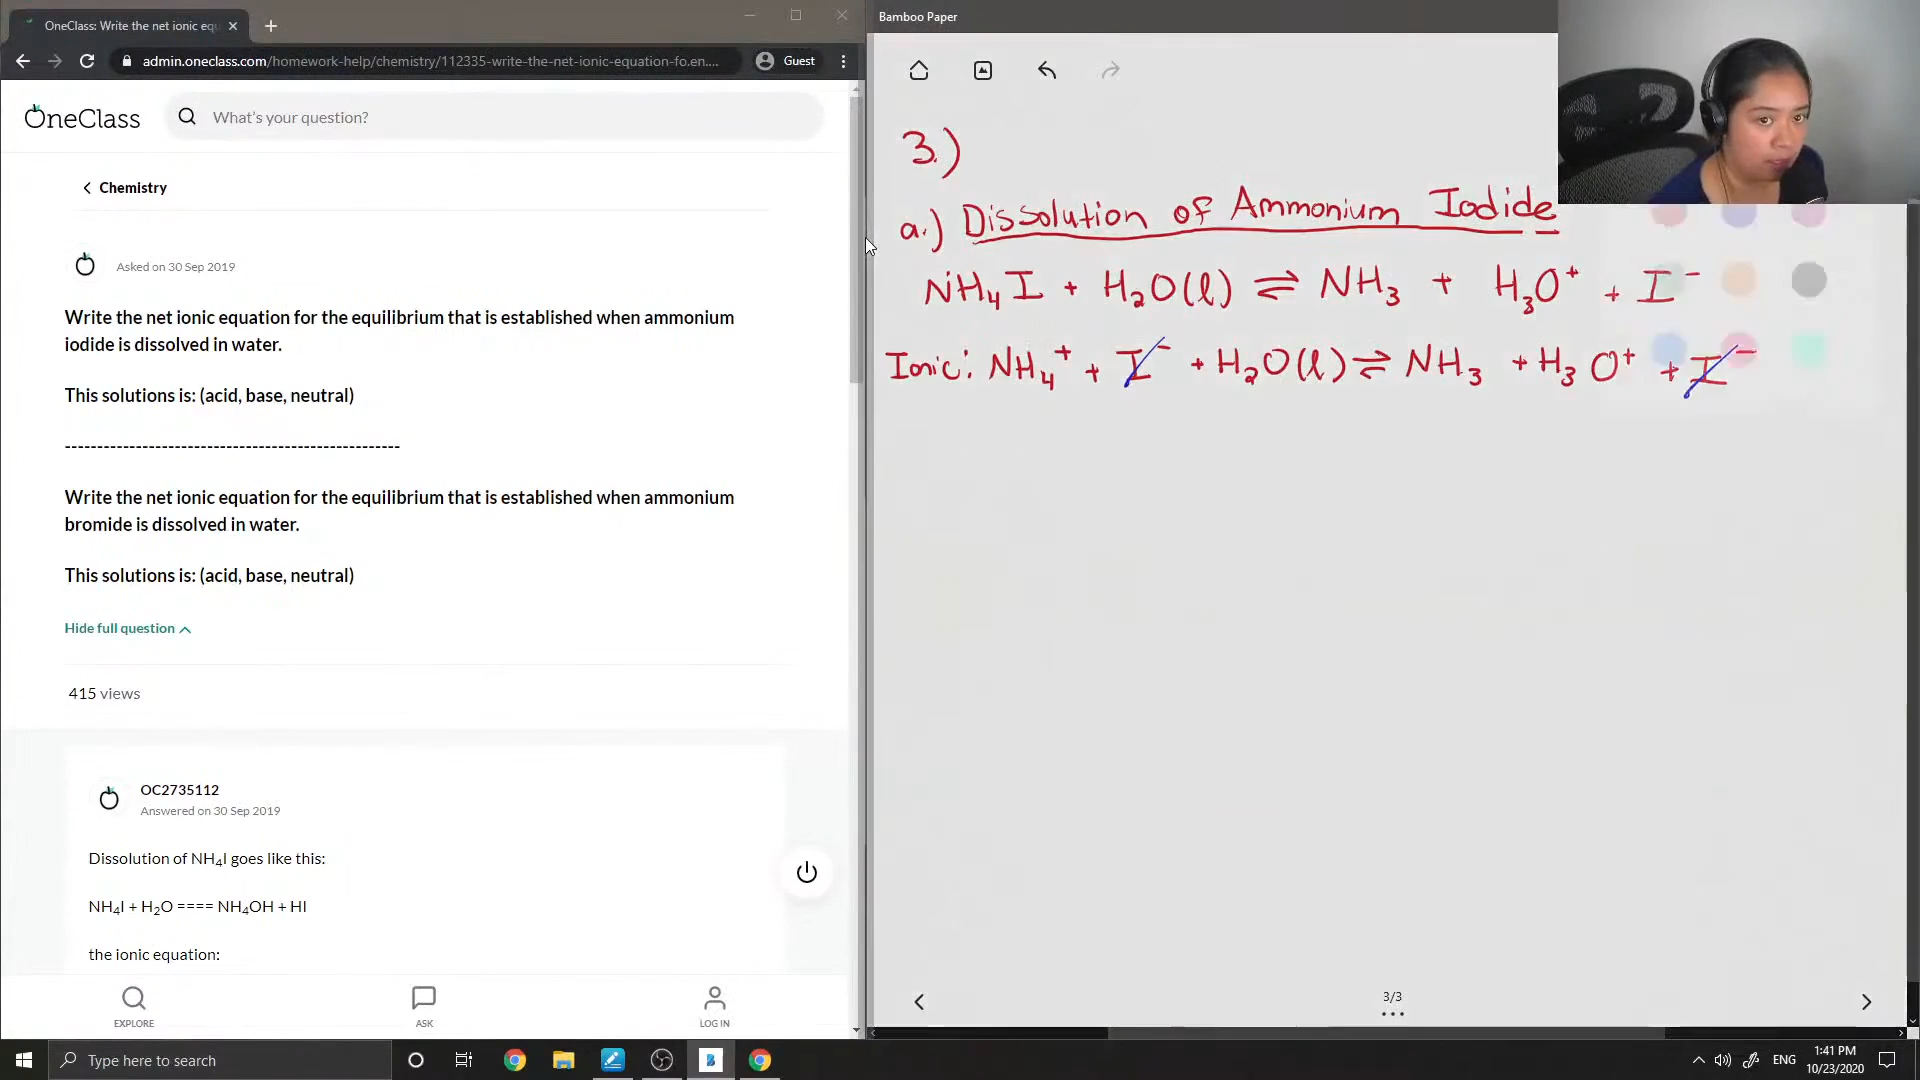 OneClass: Write the net ionic equ
Bamboo Paper
admin.oneclass.com/homework-help/chemistry/112335-write-the-net-ionic-equation-fo.en....
Guest
OneClass
What's your question?
Chemistry
Asked on 30 Sep 2019
Write the net ionic equation for the equilibrium that is established when ammonium
iodide is dissolved in water.
This solutions is: (acid, base, neutral)
----------------------------------------------------
Write the net ionic equation for the equilibrium that is established when ammonium
bromide is dissolved in water.
This solutions is: (acid, base, neutral)
Hide full question
415 views
OC2735112
Answered on 30 Sep 2019
Dissolution of NH₄I goes like this:
NH₄I + H₂O ==== NH₄OH + HI
the ionic equation:
EXPLORE
ASK
LOG IN
3.)
a.) Dissolution of Ammonium Iodide
NH₄I + H₂O(l) ⇌ NH₃ + H₃O⁺ + I⁻
Ionic: NH₄⁺ + I⁻ + H₂O(l) ⇌ NH₃ + H₃O⁺ + I⁻
3/3
Type here to search
ENG
1:41 PM
10/23/2020